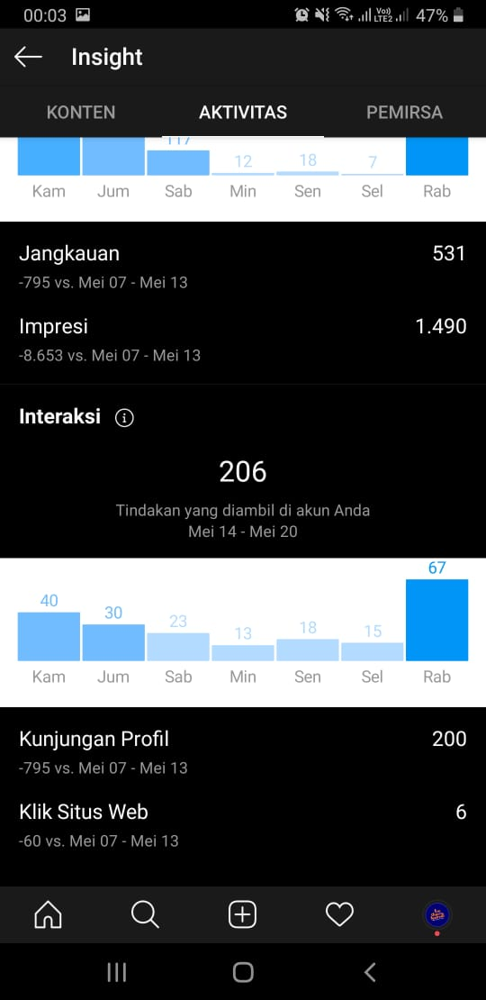 00:03
Vo))
LTE2
47%
Insight
KONTEN
AKTIVITAS
PEMIRSA
117
12
18
7
Kam
Jum
Sab
Min
Sen
Sel
Rab
Jangkauan
531
-795 vs. Mei 07 - Mei 13
Impresi
1.490
-8.653 vs. Mei 07 - Mei 13
Interaksi
206
Tindakan yang diambil di akun Anda
Mei 14 - Mei 20
40
30
23
13
18
15
67
Kam
Jum
Sab
Min
Sen
Sel
Rab
Kunjungan Profil
200
-795 vs. Mei 07 - Mei 13
Klik Situs Web
6
-60 vs. Mei 07 - Mei 13